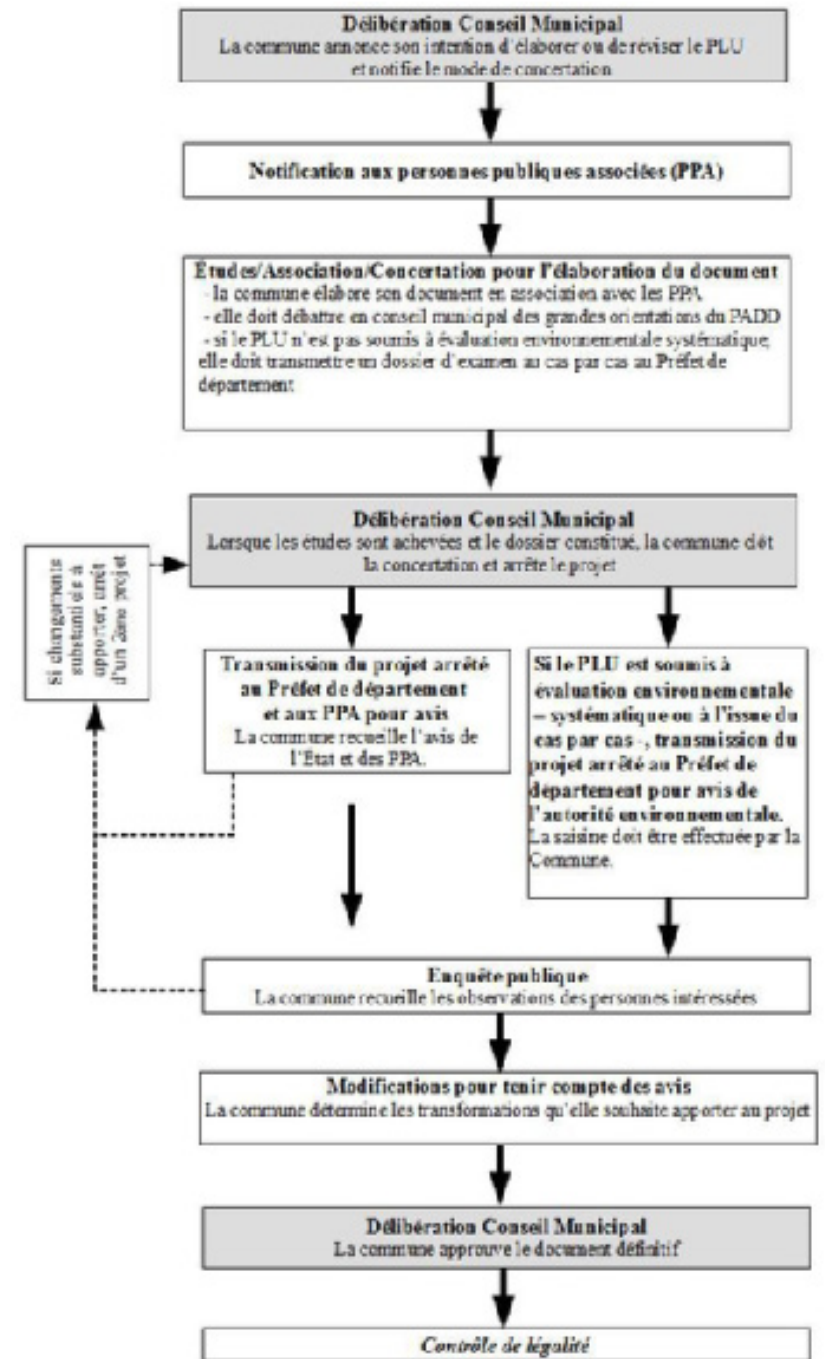 Délibération Conseil Municipal
La commune annonce son intention d'élaborer ou de réviser le PLU
et notifie le mode de concertation
Notification aux personnes publiques associées (PPA)
Études/Association/Concertation pour l'élaboration du document
- la commune élabore son document en association avec les PPA
- elle doit débattre en conseil municipal des grandes orientations du PADD
- si le PLU n'est pas soumis à évaluation environnementale systématique,
elle doit transmettre un dossier d'examen au cas par cas au Préfet de
département
Délibération Conseil Municipal
Lorsque les études sont achevées et le dossier constitué, la commune clôt
la concertation et arrête le projet
Si changements
substantiels à
apporter, arrêt
d'un 2ème projet
Transmission du projet arrêté
au Préfet de département
et aux PPA pour avis
La commune recueille l'avis de
l'État et des PPA.
Si le PLU est soumis à
évaluation environnementale
– systématique ou à l'issue du
cas par cas -, transmission du
projet arrêté au Préfet de
département pour avis de
l'autorité environnementale.
La saisine doit être effectuée par la
Commune.
Enquête publique
La commune recueille les observations des personnes intéressées
Modifications pour tenir compte des avis
La commune détermine les transformations qu'elle souhaite apporter au projet
Délibération Conseil Municipal
La commune approuve le document définitif
Contrôle de légalité